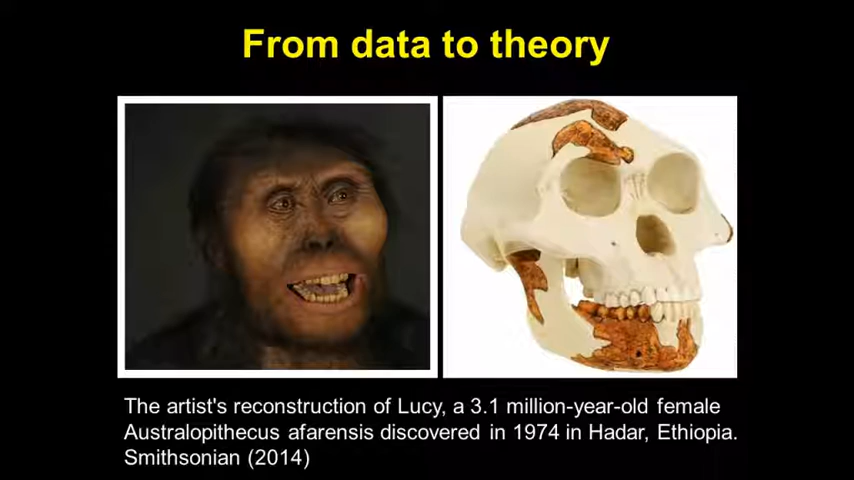 From data to theory
The artist's reconstruction of Lucy, a 3.1 million-year-old female
Australopithecus afarensis discovered in 1974 in Hadar, Ethiopia.
Smithsonian (2014)